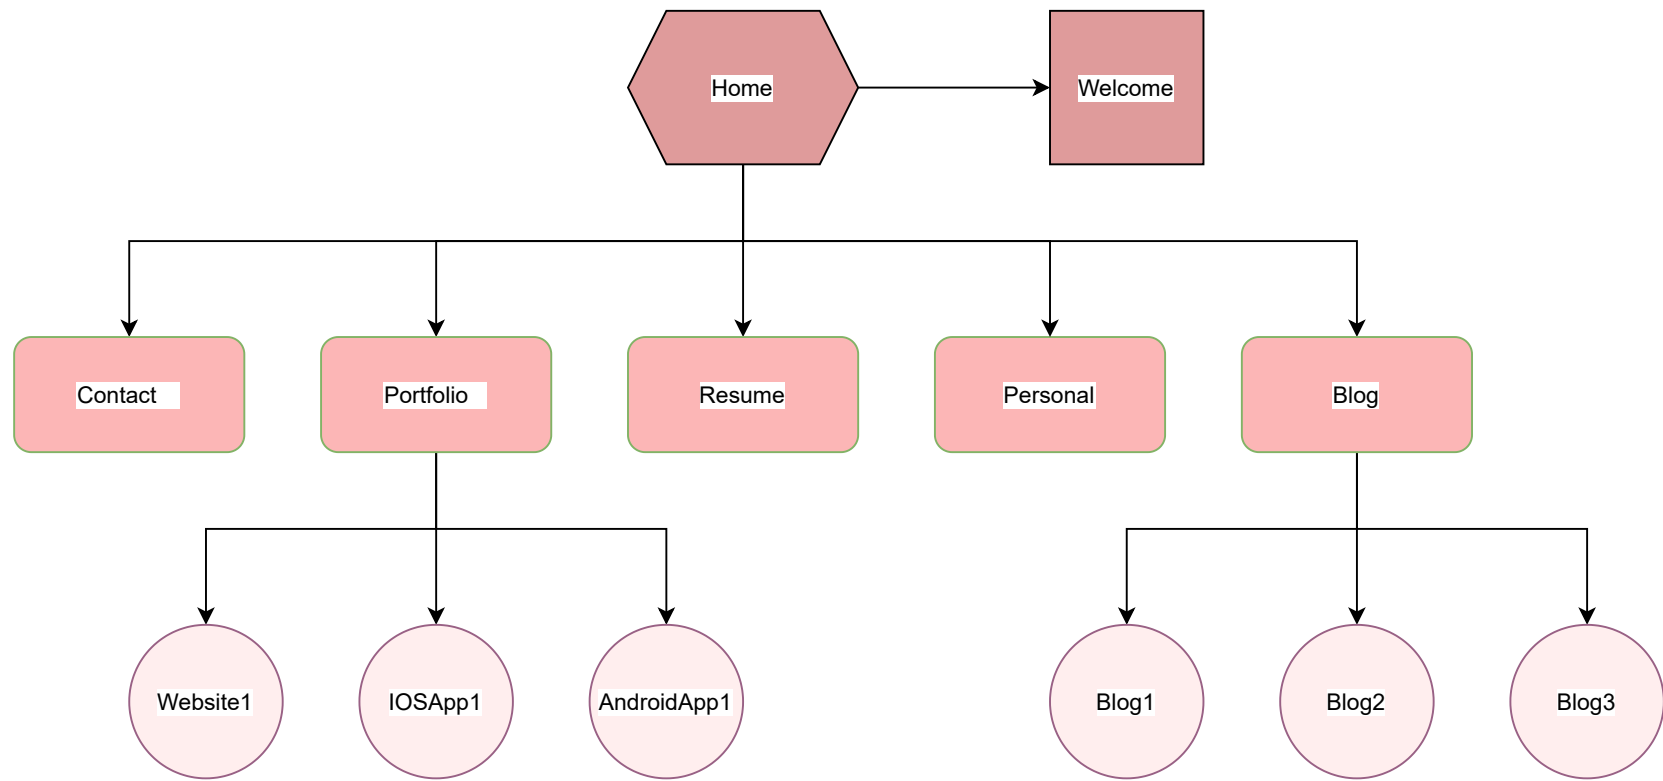 Home
Welcome
Contact
Portfolio
Resume
Personal
Blog
Website1
IOSApp1
AndroidApp1
Blog1
Blog2
Blog3